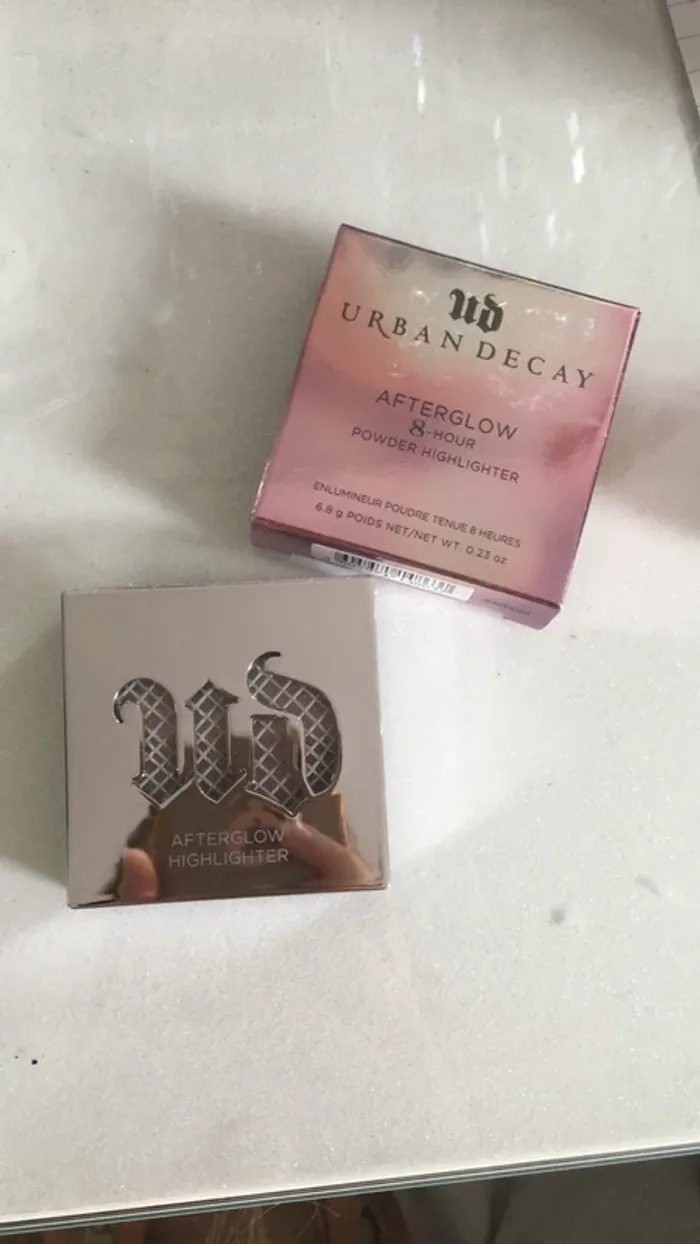 ud
URBAN DECAY
AFTERGLOW
8-HOUR
POWDER HIGHLIGHTER
ENLUMINEUR POUDRE TENUE 8 HEURES
6.8 g POIDS NET/NET WT. 0.23 oz
ud
AFTERGLOW
HIGHLIGHTER